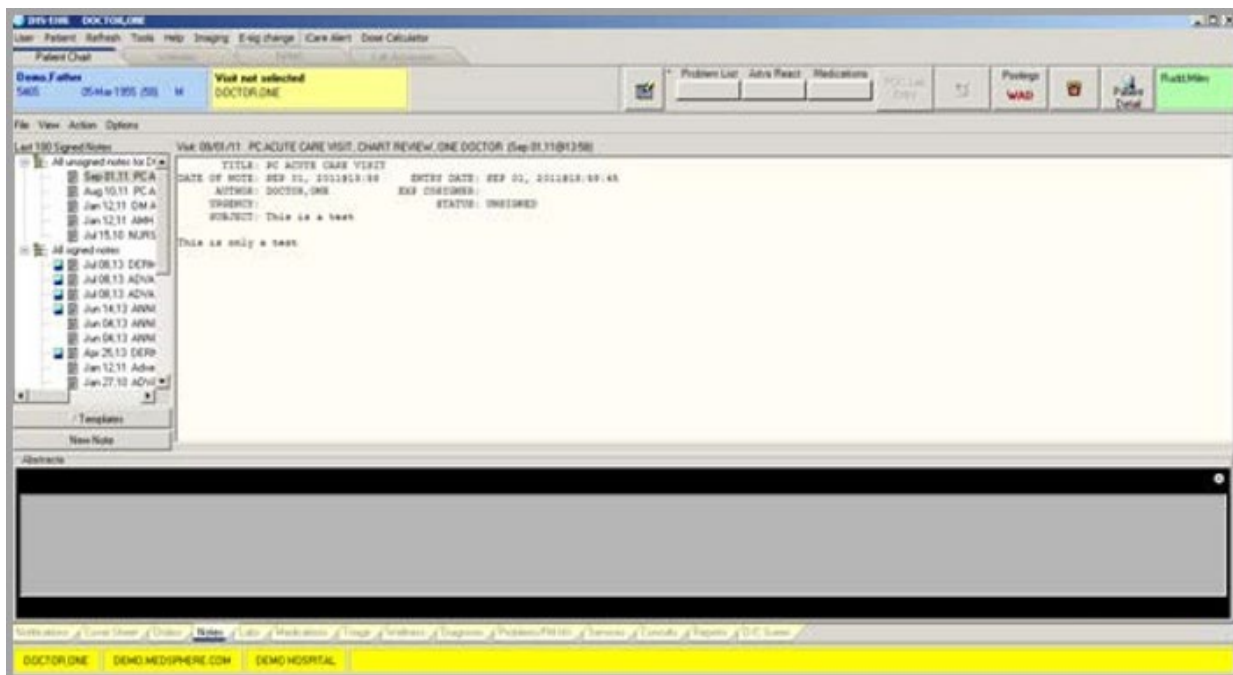 DOCTOR,ONE
User Patient Refresh Tools Help Imaging E-sig change iCare Alert Dose Calculator
Patient Chart
Demo,Father
5405 05-Mar-1955 (58) M
Visit not selected
DOCTOR,ONE
Problem List Advs React Medications
Postings
WAD
Detail
Rudd,Miles
File View Action Options
Last 100 Signed Notes
Visit: 09/01/11 PC ACUTE CARE VISIT, CHART REVIEW, ONE DOCTOR (Sep 01,11@13:58)
All unsigned notes for
Sep 01,11 PC A
Aug 10,11 PC A
Jan 12,11 DM A
Jan 12,11 AMH
Jul 15,10 NURS
All signed notes
Jul 08,13 DERM
Jul 08,13 ADVA
Jul 08,13 ADVA
Jun 14,13 ANNI
Jun 04,13 ANNI
Jun 04,13 ANNI
Apr 25,13 DERM
Jan 12,11 Adve
Jan 27,10 ADV
TITLE: PC ACUTE CARE VISIT
DATE OF NOTE: SEP 01, 2011@13:58 ENTRY DATE: SEP 01, 2011@13:58:45
AUTHOR: DOCTOR,ONE EXP COSIGNER:
URGENCY: STATUS: UNSIGNED
SUBJECT: This is a test
This is only a test
/ Templates
New Note
Abstracts
Notifications Cover Sheet Orders Notes Labs Medications Triage Wellness Diagnosis Services Consults Reports D/C Summ
DOCTOR,ONE DEMO.MEDSPHERE.COM DEMO HOSPITAL